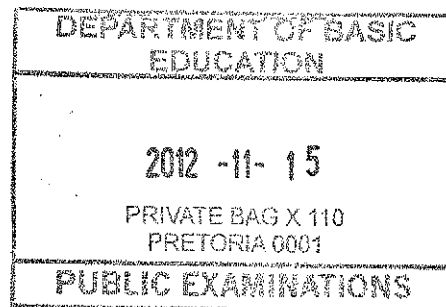 DEPARTMENT OF BASIC
EDUCATION
2012 -11- 15
PRIVATE BAG X 110
PRETORIA 0001
PUBLIC EXAMINATIONS